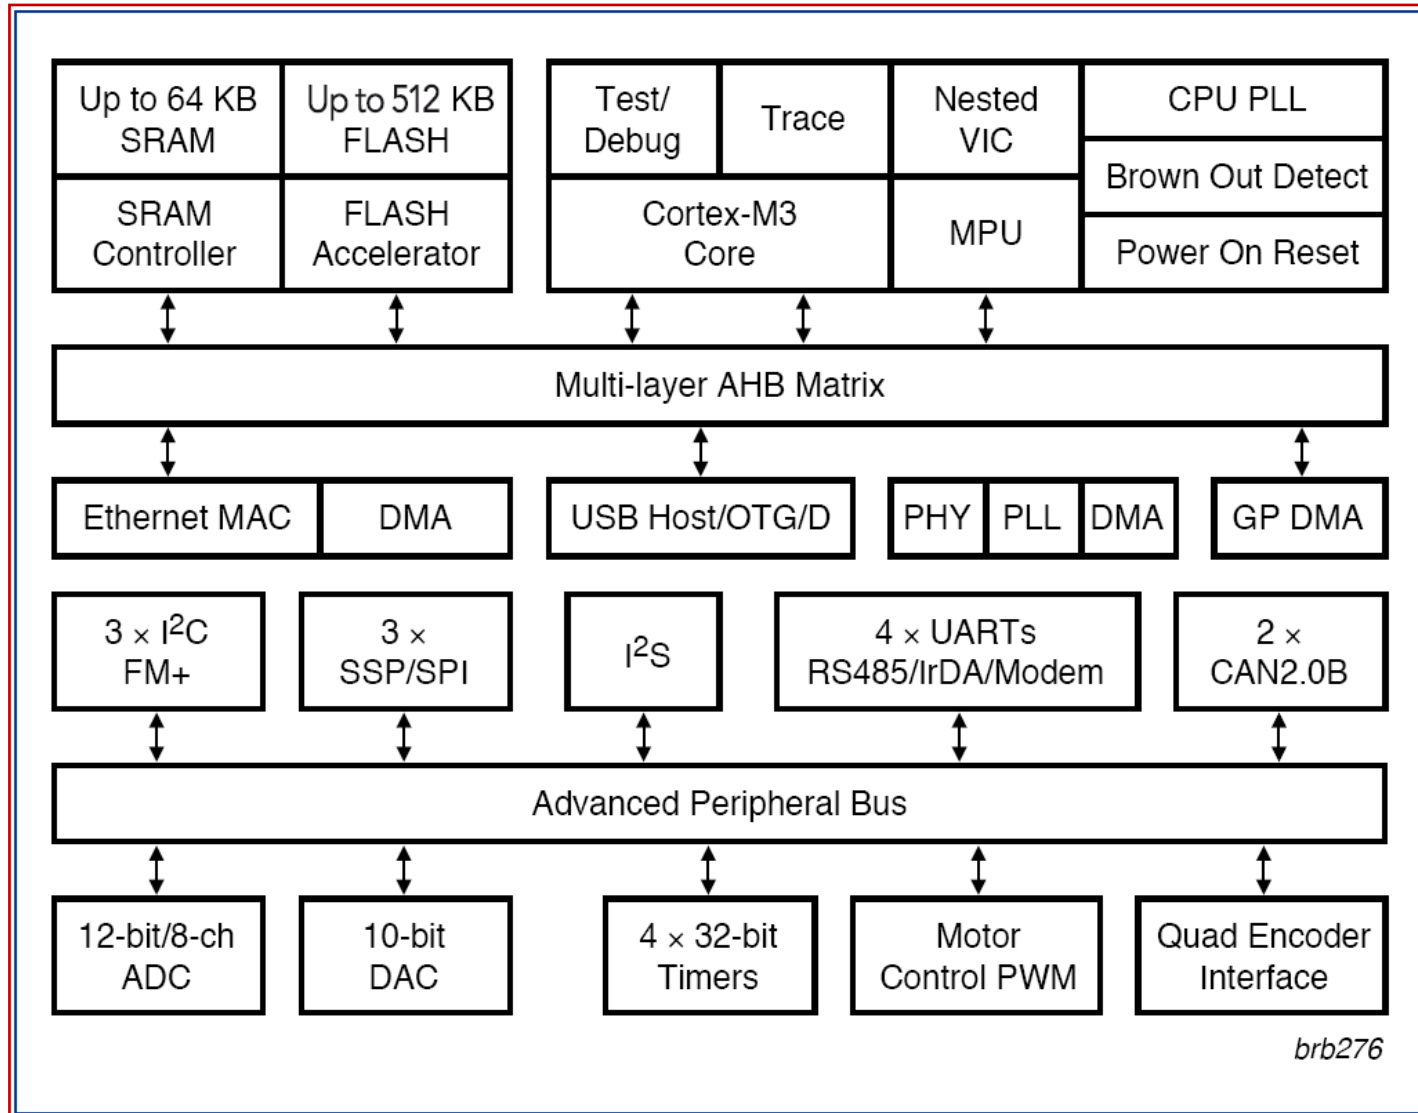 Up to 64 KB
SRAM
Up to 512 KB
FLASH
Test/
Debug
Trace
Nested
VIC
CPU PLL
Brown Out Detect
Power On Reset
SRAM
Controller
FLASH
Accelerator
Cortex-M3
Core
MPU
Multi-layer AHB Matrix
Ethernet MAC
DMA
USB Host/OTG/D
PHY
PLL
DMA
GP DMA
3 × I²C
FM+
3 ×
SSP/SPI
I²S
4 × UARTs
RS485/IrDA/Modem
2 ×
CAN2.0B
Advanced Peripheral Bus
12-bit/8-ch
ADC
10-bit
DAC
4 × 32-bit
Timers
Motor
Control PWM
Quad Encoder
Interface
brb276